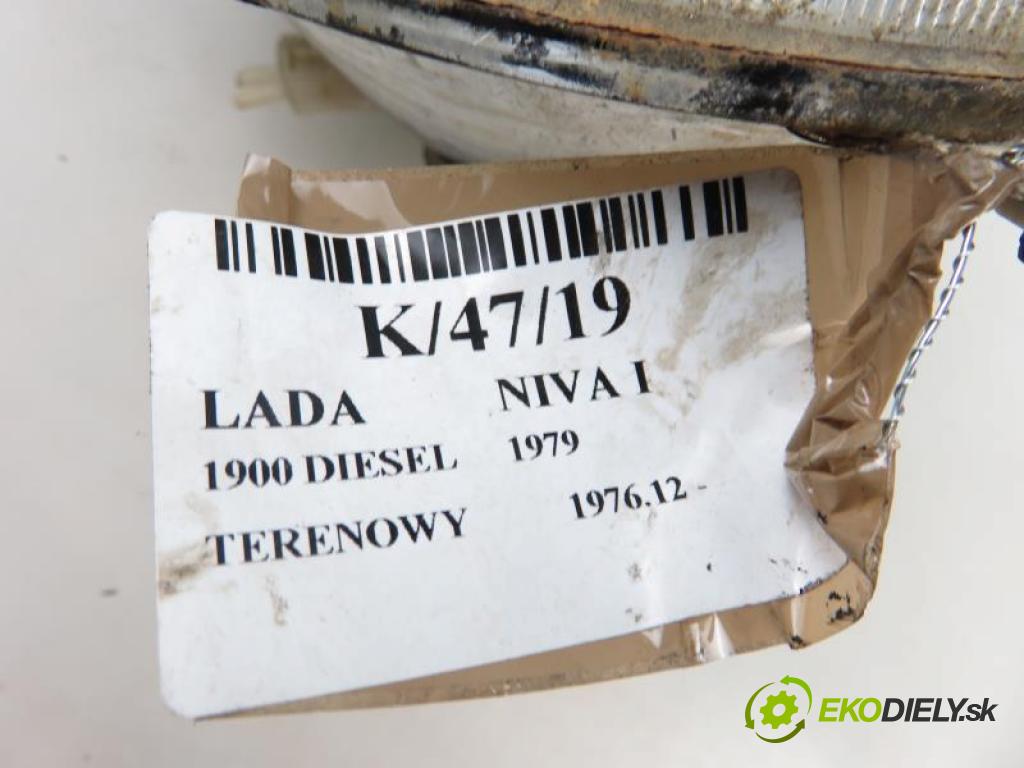 K/47/19
LADA NIVA I
1900 DIESEL 1979
TERENOWY 1976.12 -
EKODIELY.sk